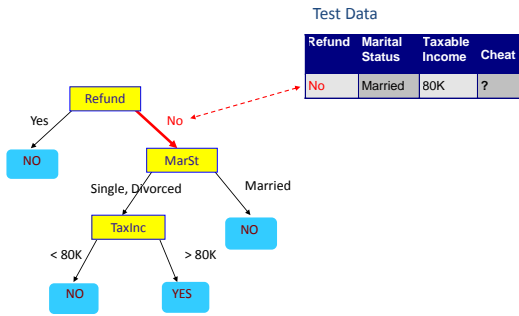 Test Data
Refund Marital Status Taxable Income Cheat
No Married 80K ?
Refund
Yes
No
NO
MarSt
Single, Divorced
Married
TaxInc
NO
< 80K
> 80K
NO
YES